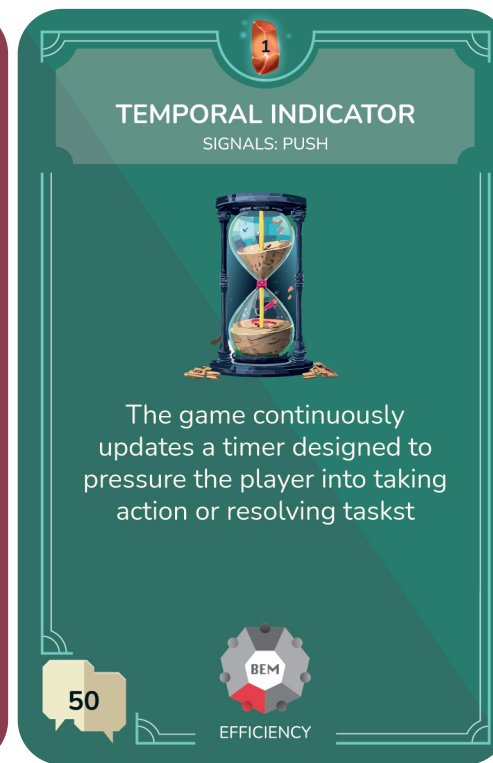 1
TEMPORAL INDICATOR
SIGNALS: PUSH
The game continuously
updates a timer designed to
pressure the player into taking
action or resolving taskst
BEM
50
EFFICIENCY